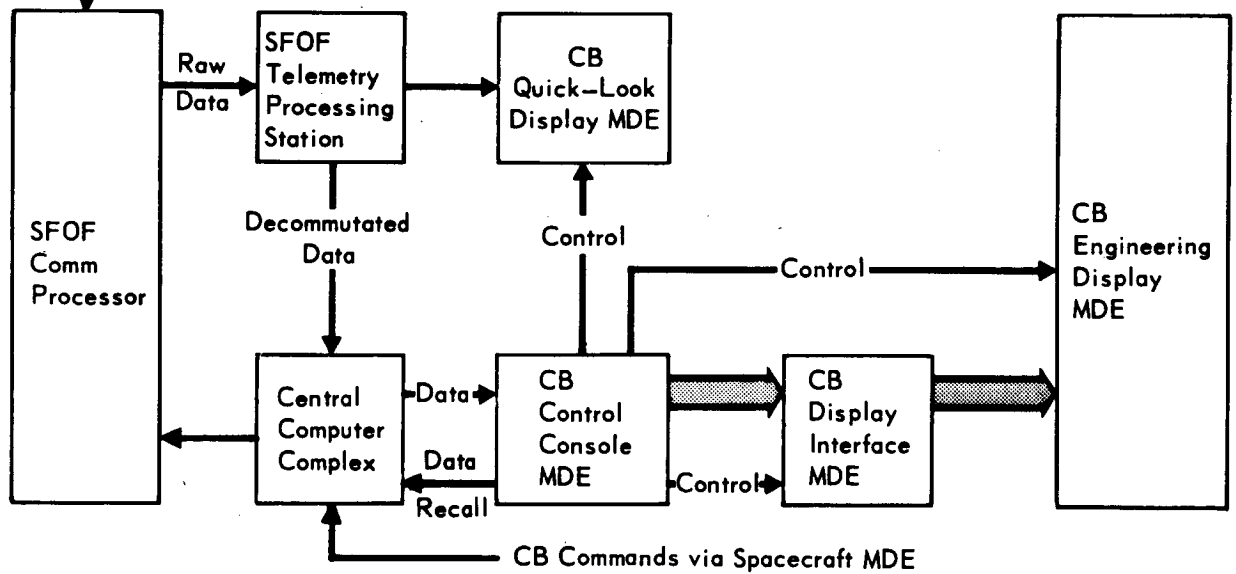 SFOF
Comm
Processor
Raw
Data
SFOF
Telemetry
Processing
Station
CB
Quick-Look
Display MDE
Decommutated
Data
Control
Control
CB
Engineering
Display
MDE
Central
Computer
Complex
Data
Data
Recall
CB
Control
Console
MDE
Control
CB
Display
Interface
MDE
CB Commands via Spacecraft MDE